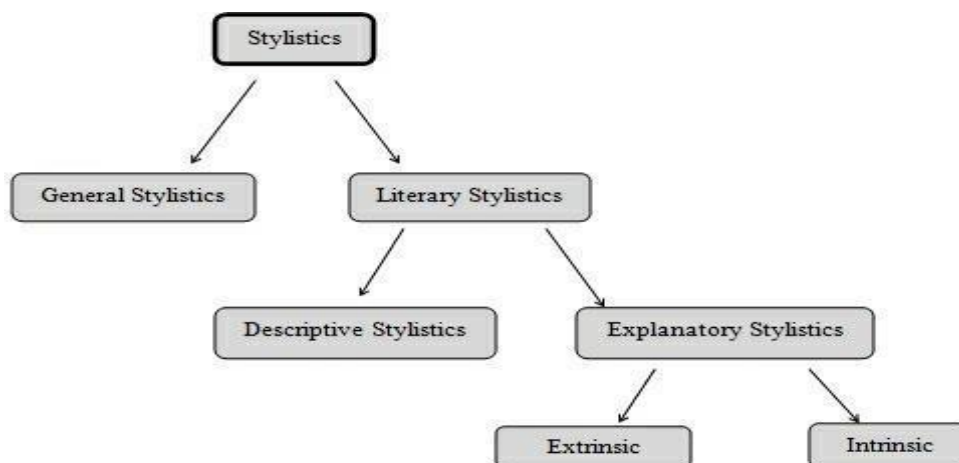 Stylistics
General Stylistics
Literary Stylistics
Descriptive Stylistics
Explanatory Stylistics
Extrinsic
Intrinsic